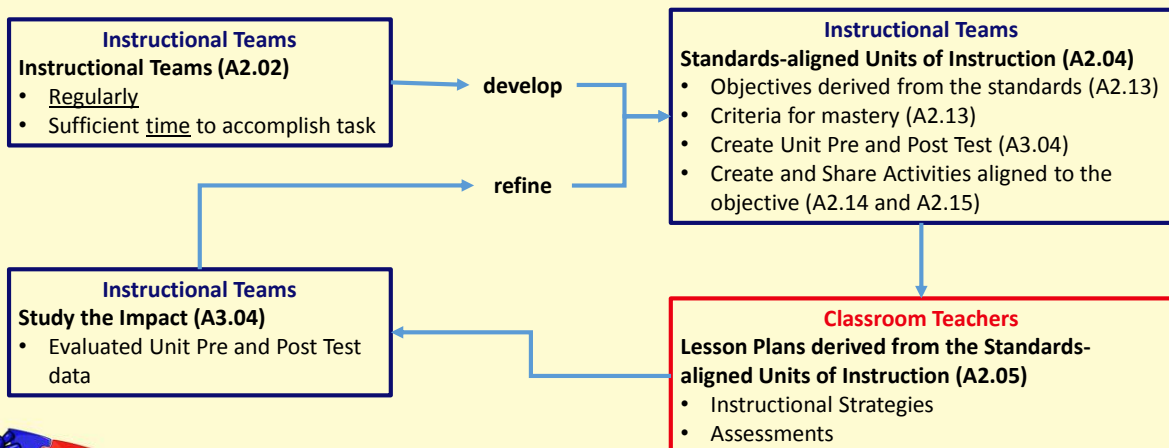 Instructional Teams
Instructional Teams (A2.02)
• Regularly
• Sufficient time to accomplish task
develop
refine
Instructional Teams
Standards-aligned Units of Instruction (A2.04)
• Objectives derived from the standards (A2.13)
• Criteria for mastery (A2.13)
• Create Unit Pre and Post Test (A3.04)
• Create and Share Activities aligned to the
objective (A2.14 and A2.15)
Instructional Teams
Study the Impact (A3.04)
• Evaluated Unit Pre and Post Test
data
Classroom Teachers
Lesson Plans derived from the Standards-
aligned Units of Instruction (A2.05)
• Instructional Strategies
• Assessments